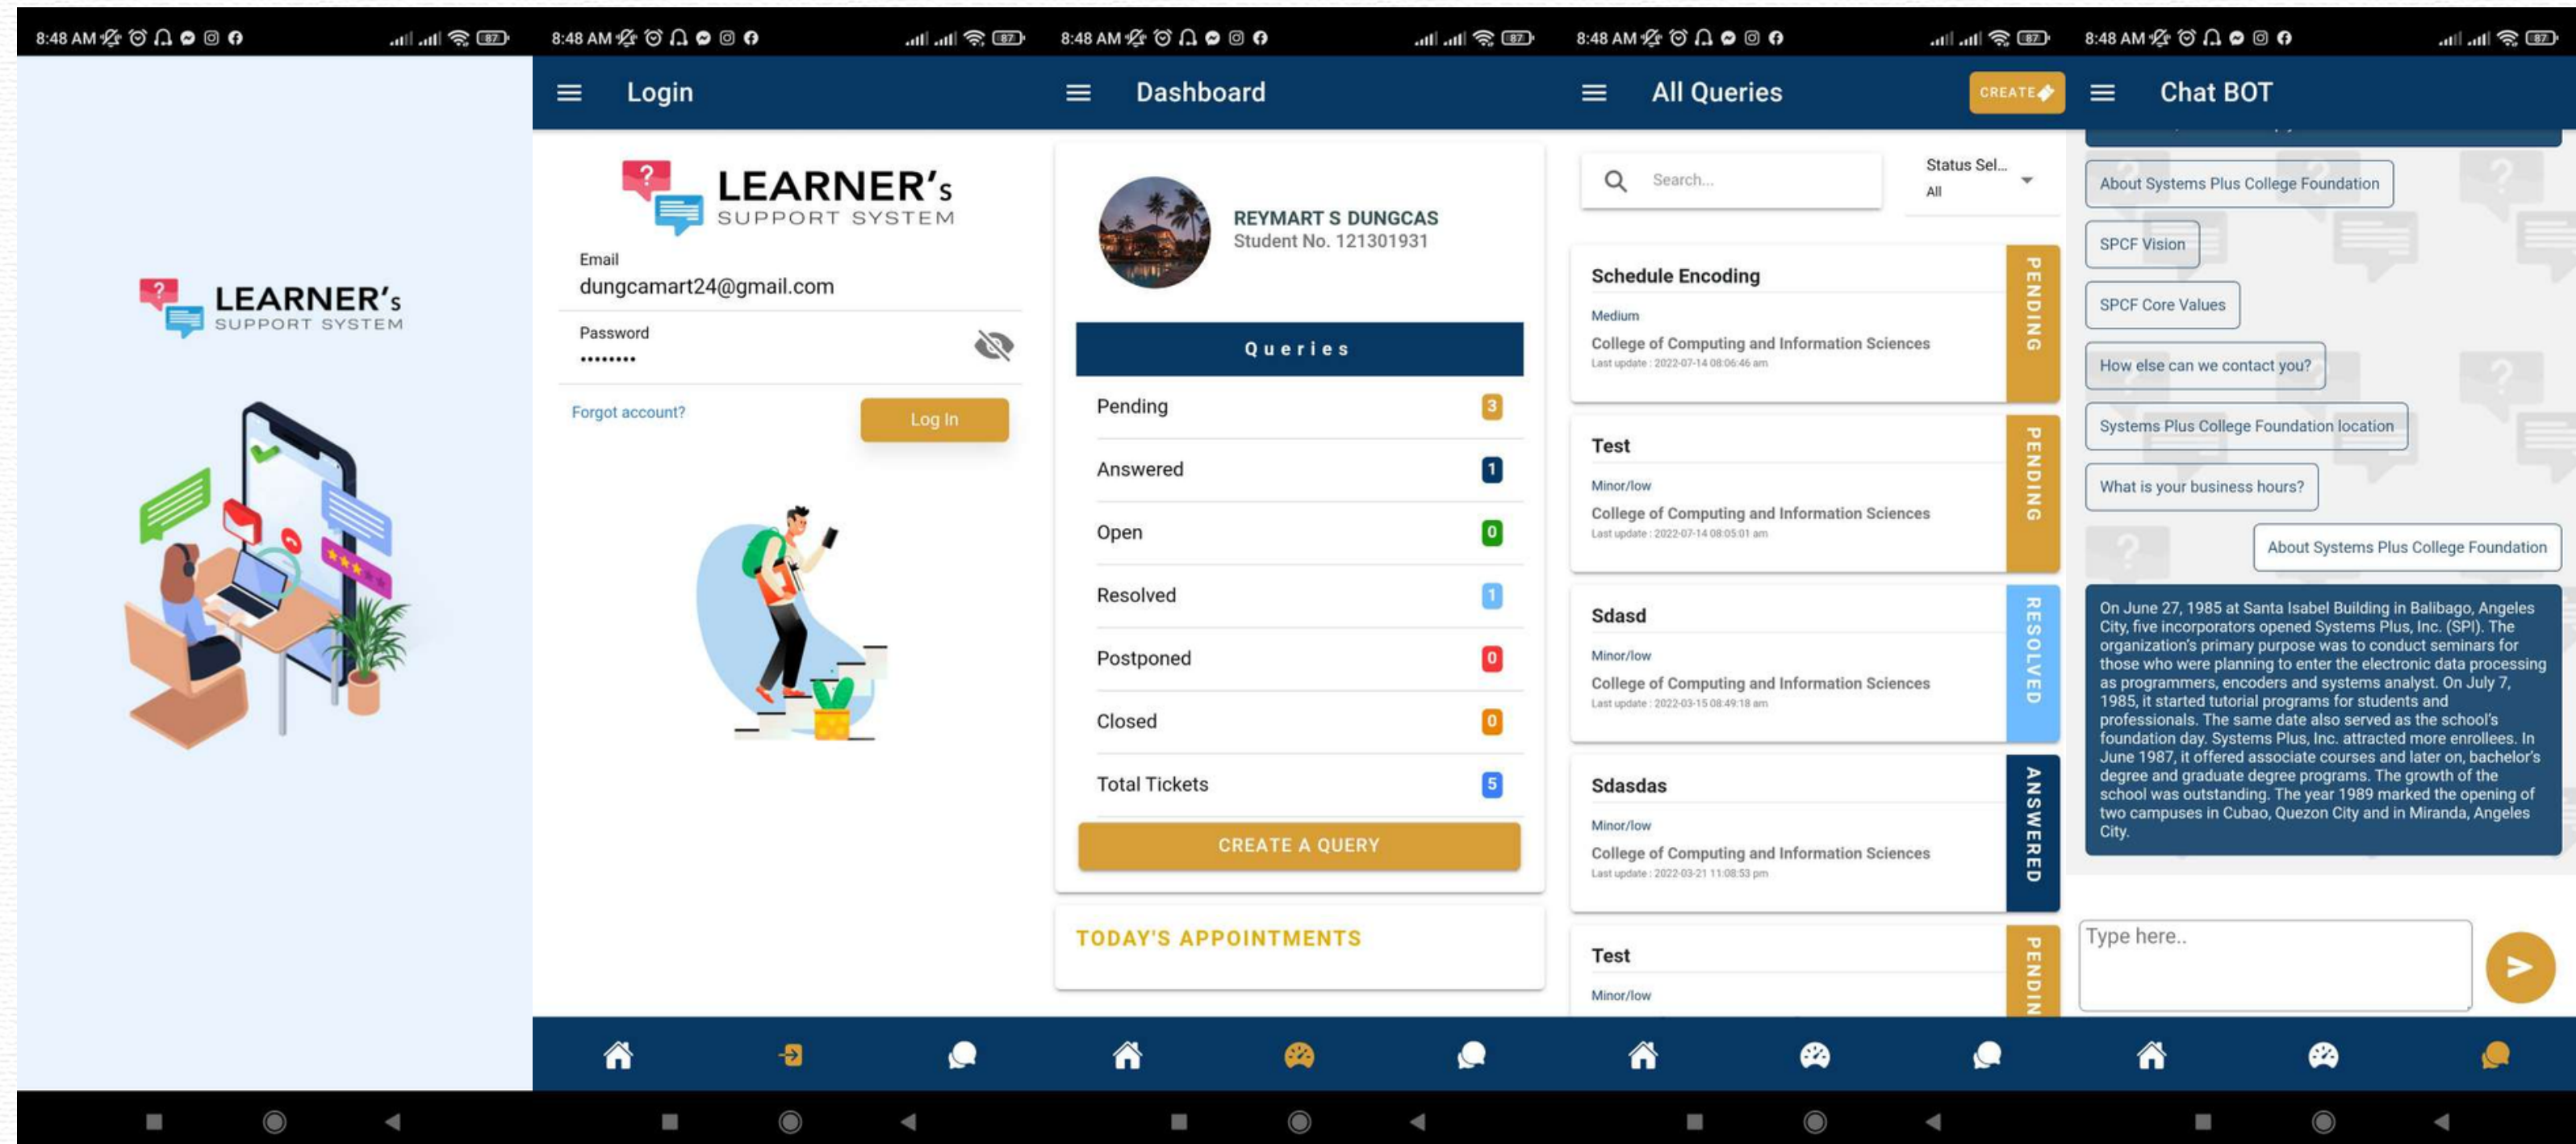 8:48 AM
87
LEARNER's
SUPPORT SYSTEM
8:48 AM
87
Login
LEARNER's
SUPPORT SYSTEM
Email
dungcamart24@gmail.com
Password
••••••••
Forgot account?
Log In
8:48 AM
87
Dashboard
REYMART S DUNGCAS
Student No. 121301931
Queries
Pending 3
Answered 1
Open 0
Resolved 1
Postponed 0
Closed 0
Total Tickets 5
CREATE A QUERY
TODAY'S APPOINTMENTS
8:48 AM
87
All Queries
CREATE
Search...
Status Sel...
All
Schedule Encoding
Medium
College of Computing and Information Sciences
Last update : 2022-07-14 08:06:46 am
PENDING
Test
Minor/low
College of Computing and Information Sciences
Last update : 2022-07-14 08:05:01 am
PENDING
Sdasd
Minor/low
College of Computing and Information Sciences
Last update : 2022-03-15 08:49:18 am
RESOLVED
Sdasdas
Minor/low
College of Computing and Information Sciences
Last update : 2022-03-21 11:08:53 pm
ANSWERED
Test
Minor/low
PENDIN
8:48 AM
87
Chat BOT
About Systems Plus College Foundation
SPCF Vision
SPCF Core Values
How else can we contact you?
Systems Plus College Foundation location
What is your business hours?
About Systems Plus College Foundation
On June 27, 1985 at Santa Isabel Building in Balibago, Angeles
City, five incorporators opened Systems Plus, Inc. (SPI). The
organization's primary purpose was to conduct seminars for
those who were planning to enter the electronic data processing
as programmers, encoders and systems analyst. On July 7,
1985, it started tutorial programs for students and
professionals. The same date also served as the school's
foundation day. Systems Plus, Inc. attracted more enrollees. In
June 1987, it offered associate courses and later on, bachelor's
degree and graduate degree programs. The growth of the
school was outstanding. The year 1989 marked the opening of
two campuses in Cubao, Quezon City and in Miranda, Angeles
City.
Type here..